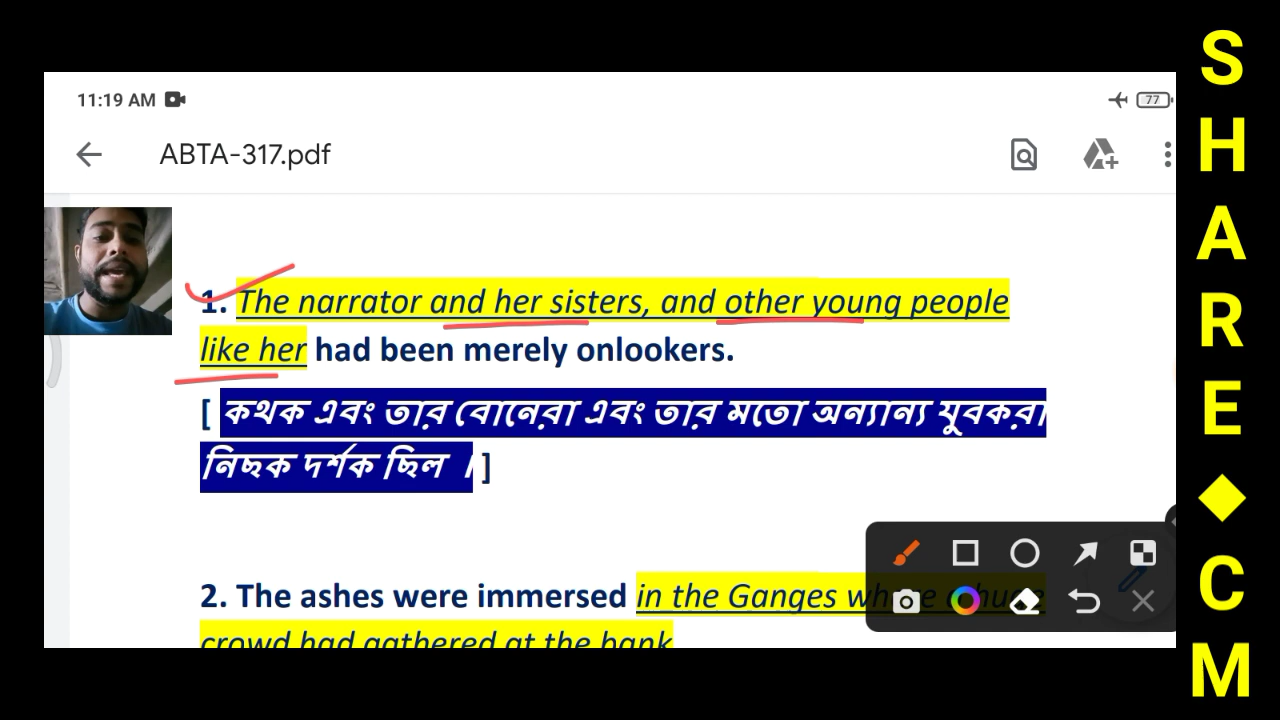 11:19 AM
77
ABTA-317.pdf
1. The narrator and her sisters, and other young people
like her had been merely onlookers.
[ কথক এবং তার বোনেরা এবং তার মতো অন্যান্য যুবকরা
নিছক দর্শক ছিল । ]
2. The ashes were immersed in the Ganges where a huge
crowd had gathered at the bank
SHARE◆CM